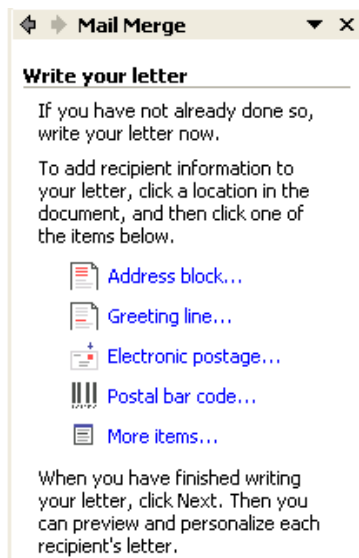 Mail Merge
Write your letter
If you have not already done so,
write your letter now.
To add recipient information to
your letter, click a location in the
document, and then click one of
the items below.
Address block...
Greeting line...
Electronic postage...
Postal bar code...
More items...
When you have finished writing
your letter, click Next. Then you
can preview and personalize each
recipient's letter.